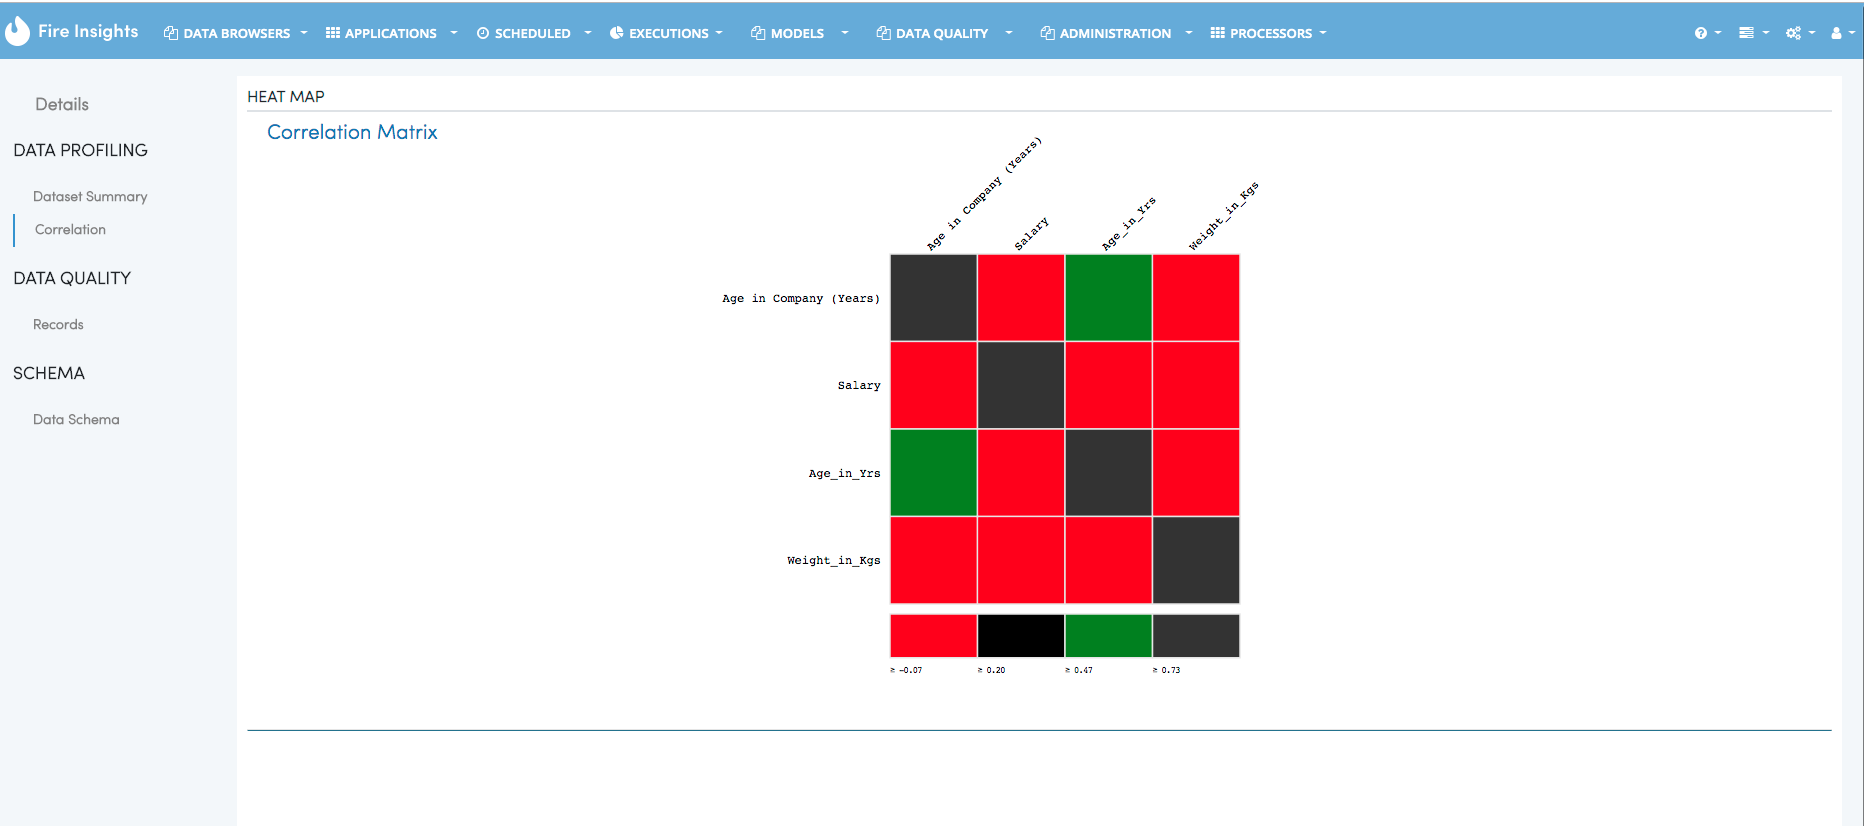 Fire Insights DATA BROWSERS APPLICATIONS SCHEDULED EXECUTIONS MODELS DATA QUALITY ADMINISTRATION PROCESSORS
Details
DATA PROFILING
Dataset Summary
Correlation
DATA QUALITY
Records
SCHEMA
Data Schema
HEAT MAP
Correlation Matrix
Age in Company (Years)
Salary
Age_in_Yrs
Weight_in_Kgs
Age in Company (Years)
Salary
Age_in_Yrs
Weight_in_Kgs
≥ -0.07 ≥ 0.20 ≥ 0.47 ≥ 0.73